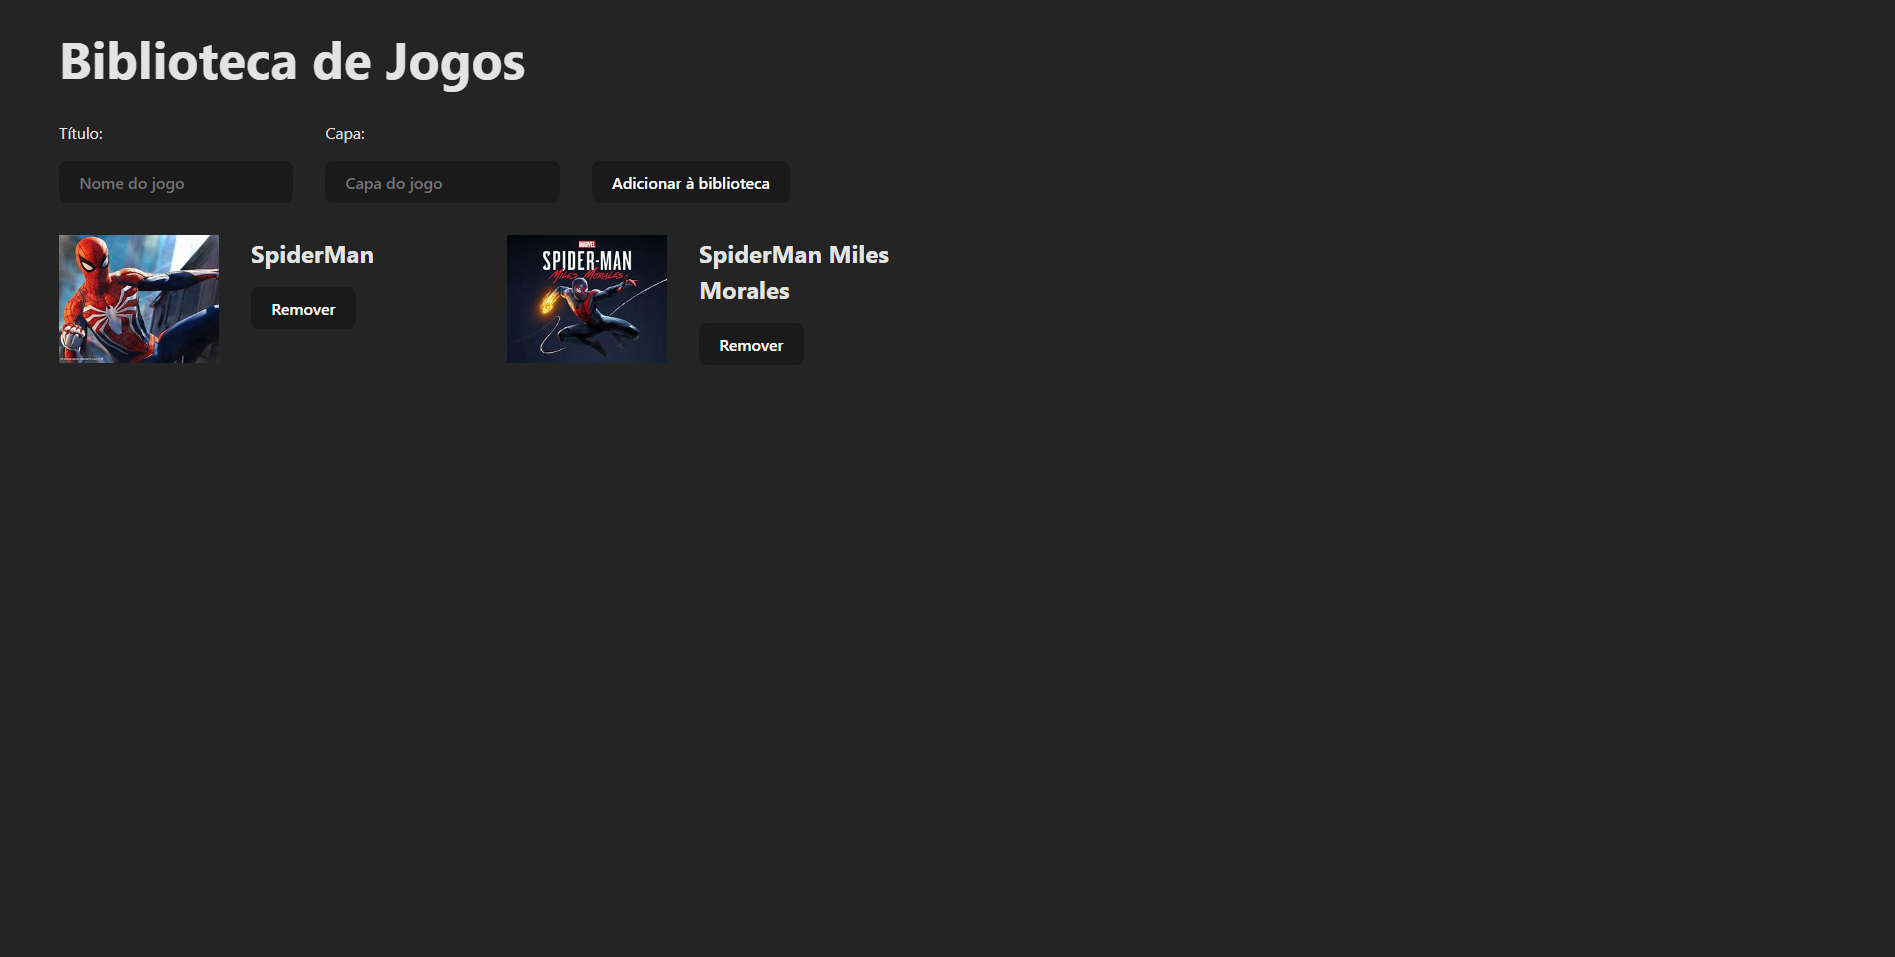 Biblioteca de Jogos
Título:
Capa:
Nome do jogo
Capa do jogo
Adicionar à biblioteca
SpiderMan
Remover
MARVEL
SPIDER-MAN
MILES MORALES
SpiderMan Miles
Morales
Remover